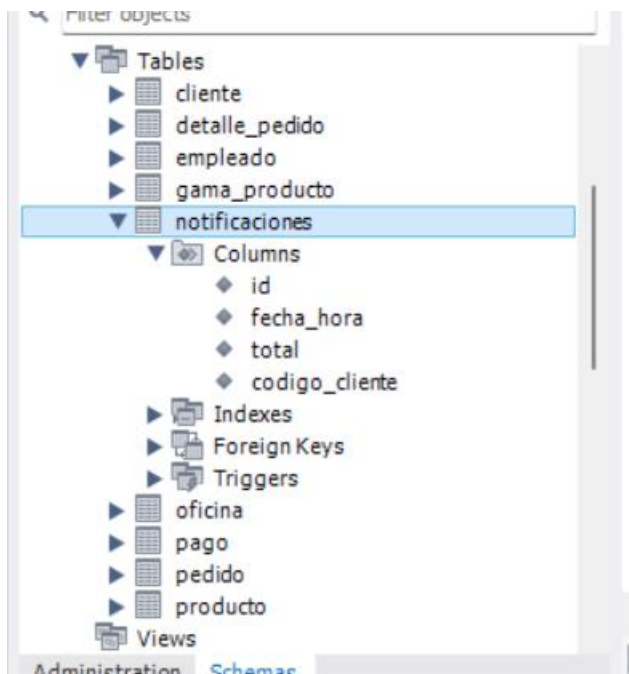 Filter objects
Tables
cliente
detalle_pedido
empleado
gama_producto
notificaciones
Columns
id
fecha_hora
total
codigo_cliente
Indexes
Foreign Keys
Triggers
oficina
pago
pedido
producto
Views
Administration Schemas